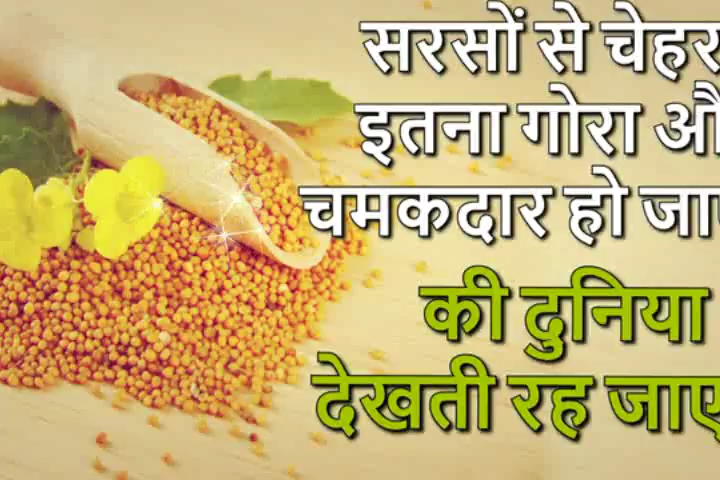 सरसों से चेहर
इतना गोरा औ
चमकदार हो जा
की दुनिया
देखती रह जाए